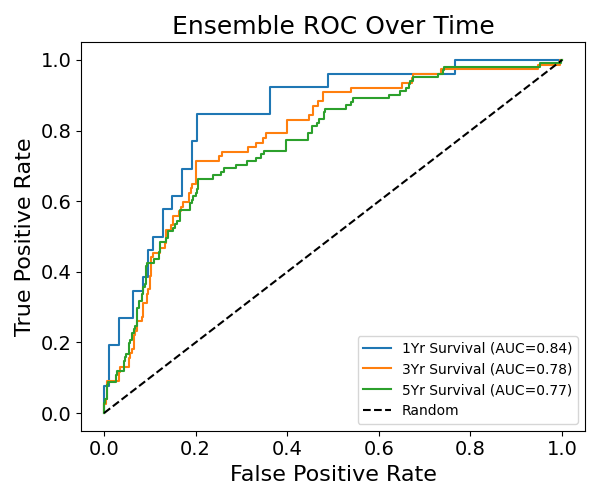 Ensemble ROC Over Time
True Positive Rate
1.0
0.8
0.6
0.4
0.2
0.0
1Yr Survival (AUC=0.84)
3Yr Survival (AUC=0.78)
5Yr Survival (AUC=0.77)
Random
0.0 0.2 0.4 0.6 0.8 1.0
False Positive Rate